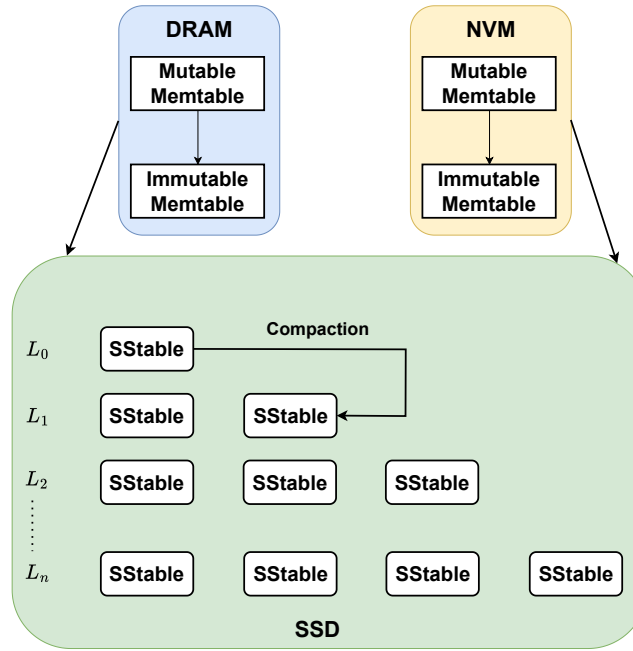 DRAM
NVM
Mutable
Memtable
Mutable
Memtable
Immutable
Memtable
Immutable
Memtable
Compaction
L₀
SStable
L₁
SStable
SStable
L₂
SStable
SStable
SStable
Lₙ
SStable
SStable
SStable
SStable
SSD